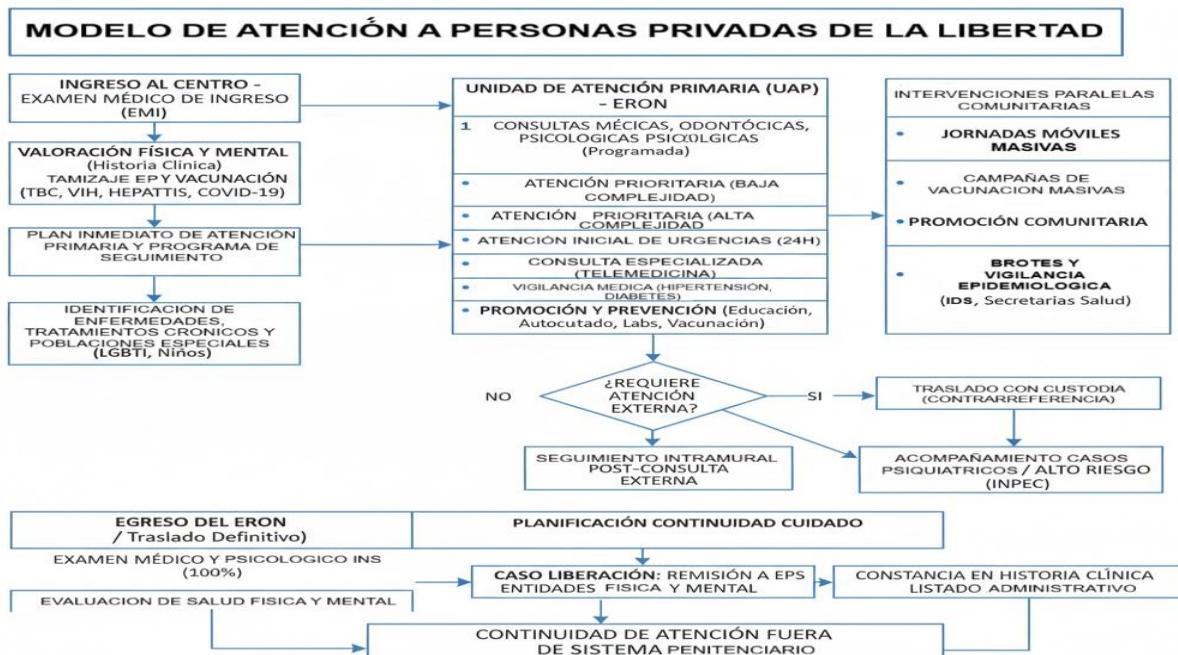 MODELO DE ATENCIÓN A PERSONAS PRIVADAS DE LA LIBERTAD
INGRESO AL CENTRO –
EXAMEN MÉDICO DE INGRESO
(EMI)
VALORACIÓN FÍSICA Y MENTAL
(Historia Clinica)
TAMIZAJE EP Y VACUNACIÓN
(TBC, VIH, HEPATTIS, COVID-19)
PLAN INMEDIATO DE ATENCIÓN
PRIMARIA Y PROGRAMA DE
SEGUIMIENTO
IDENTIFICACIÓN DE
ENFERMEDADES,
TRATAMIENTOS CRONICOS Y
POBLACIONES ESPECIALES
(LGBTI, Niños)
UNIDAD DE ATENCIÓN PRIMARIA (UAP)
– ERON
1 CONSULTAS MÉCICAS, ODONTÓCICAS,
PSICOLOGICAS PSICOÓLGICAS
(Programada)
• ATENCIÓN PRIORITARIA (BAJA
COMPLEJIDAD)
• ATENCIÓN PRIORITARIA (ALTA
COMPLEJIDAD
• ATENCIÓN INICIAL DE URGENCIAS (24H)
• CONSULTA ESPECIALIZADA
(TELEMEDICINA)
• VIGILANCIA MEDICA (HIPERTENSIÓN,
DIABETES)
• PROMOCIÓN Y PREVENCIÓN (Educación,
Autocutado, Labs, Vacunación)
INTERVENCIONES PARALELAS
COMUNITARIAS
• JORNADAS MÓVILES
MASIVAS
• CAMPAÑAS DE
VACUNACION MASIVAS
• PROMOCIÓN COMUNITARIA
• BROTES Y
VIGILANCIA
EPIDEMIOLOGICA
(IDS, Secretarías Salud)
¿REQUIERE
ATENCIÓN
EXTERNA?
NO
SI
TRASLADO CON CUSTODIA
(CONTRARREFERENCIA)
SEGUIMIENTO INTRAMURAL
POST-CONSULTA
EXTERNA
ACOMPAÑAMIENTO CASOS
PSIQUIATRICOS / ALTO RIESGO
(INPEC)
EGRESO DEL ERON
/ Traslado Definitivo)
EXAMEN MÉDICO Y PSICOLOGICO INS
(100%)
EVALUACION DE SALUD FISICA Y MENTAL
PLANIFICACIÓN CONTINUIDAD CUIDADO
CASO LIBERACIÓN: REMISIÓN A EPS
ENTIDADES FISICA Y MENTAL
CONSTANCIA EN HISTORIA CLÍNICA
LISTADO ADMINISTRATIVO
CONTINUIDAD DE ATENCIÓN FUERA
DE SISTEMA PENITENCIARIO